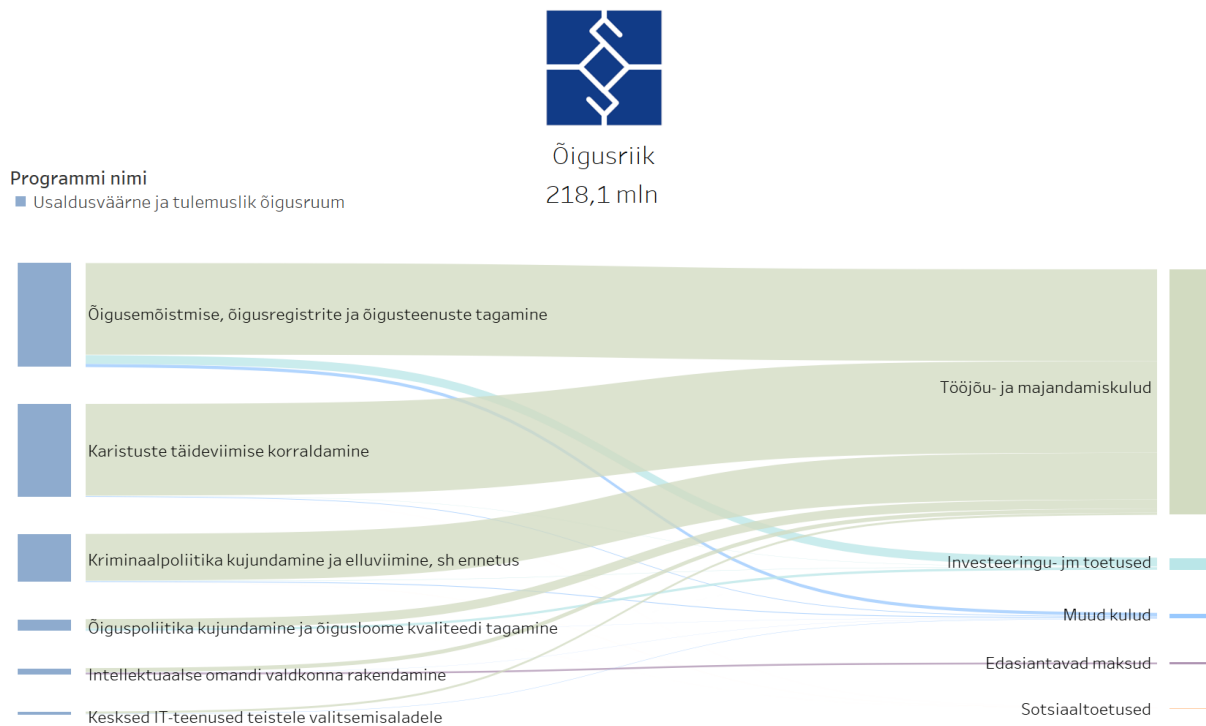 Õigusriik
218,1 mln
Programmi nimi
Usaldusväärne ja tulemuslik õigusruum
Õigusemõistmise, õigusregistrite ja õigusteenuste tagamine
Tööjõu- ja majandamiskulud
Karistuste täideviimise korraldamine
Kriminaalpoliitika kujundamine ja elluviimine, sh ennetus
Investeeringu- jm toetused
Muud kulud
Õiguspoliitika kujundamine ja õigusloome kvaliteedi tagamine
Edasiantavad maksud
Intellektuaalse omandi valdkonna rakendamine
Sotsiaaltoetused
Kesksed IT-teenused teistele valitsemisaladele